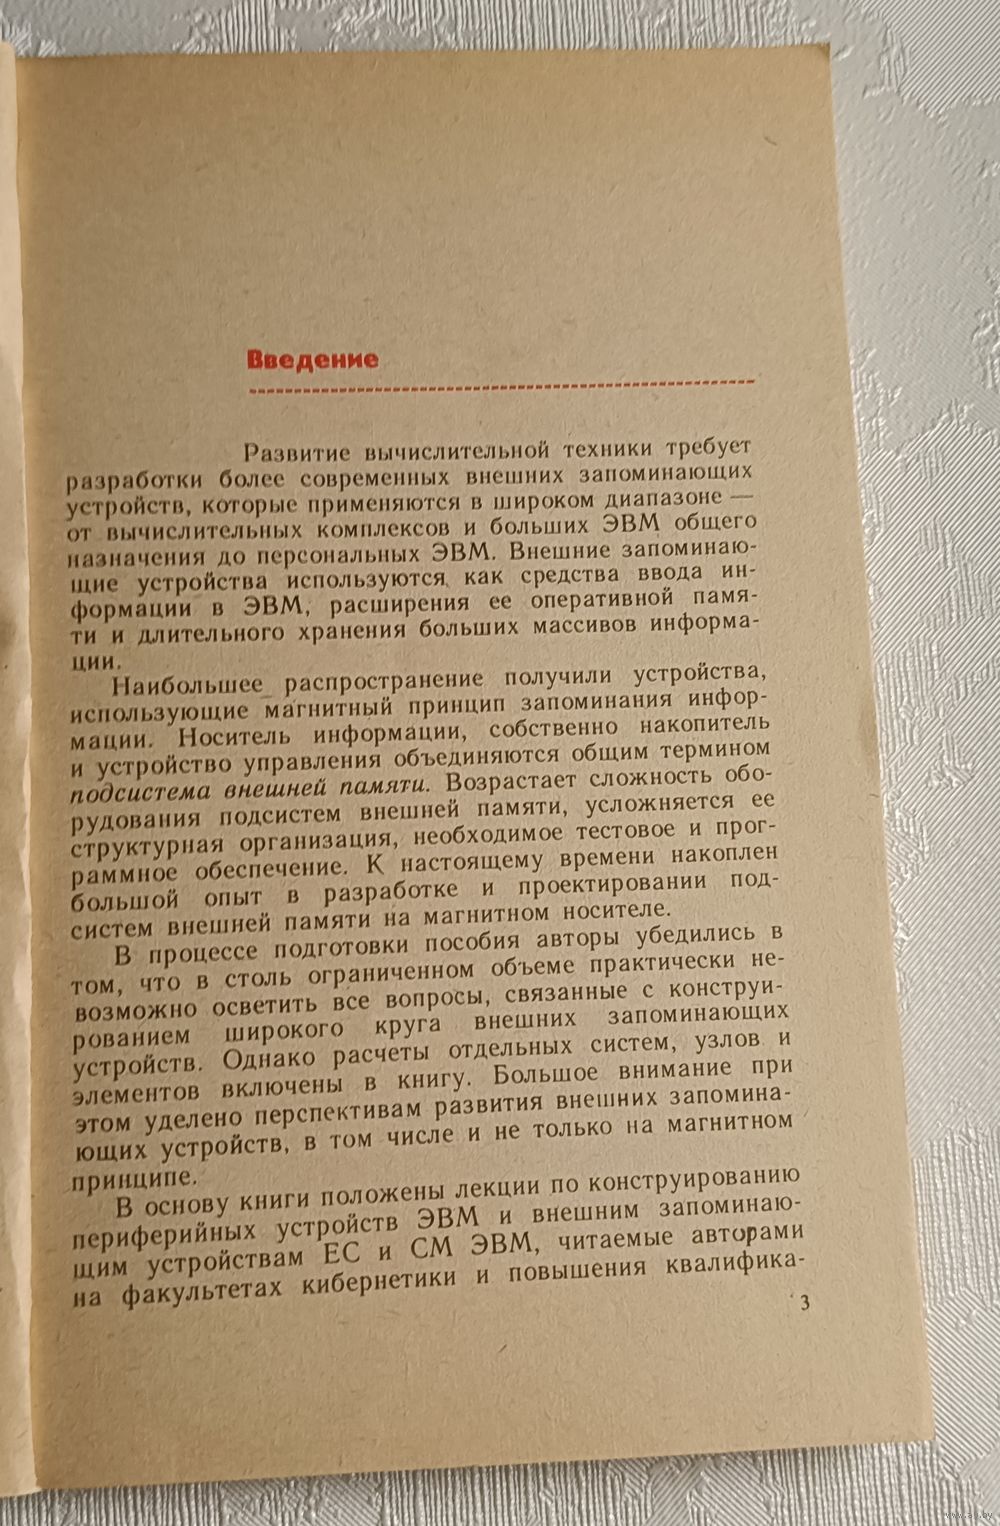 Введение
Развитие вычислительной техники требует
разработки более современных внешних запоминающих
устройств, которые применяются в широком диапазоне —
от вычислительных комплексов и больших ЭВМ общего
назначения до персональных ЭВМ. Внешние запоминаю-
щие устройства используются как средства ввода ин-
формации в ЭВМ, расширения ее оперативной памя-
ти и длительного хранения больших массивов информа-
ции.
Наибольшее распространение получили устройства,
использующие магнитный принцип запоминания инфор-
мации. Носитель информации, собственно накопитель
и устройство управления объединяются общим термином
подсистема внешней памяти. Возрастает сложность обо-
рудования подсистем внешней памяти, усложняется ее
структурная организация, необходимое тестовое и прог-
раммное обеспечение. К настоящему времени накоплен
большой опыт в разработке и проектировании под-
систем внешней памяти на магнитном носителе.
В процессе подготовки пособия авторы убедились в
том, что в столь ограниченном объеме практически не-
возможно осветить все вопросы, связанные с конструи-
рованием широкого круга внешних запоминающих
устройств. Однако расчеты отдельных систем, узлов и
элементов включены в книгу. Большое внимание при
этом уделено перспективам развития внешних запомина-
ющих устройств, в том числе и не только на магнитном
принципе.
В основу книги положены лекции по конструированию
периферийных устройств ЭВМ и внешним запоминаю-
щим устройствам ЕС и СМ ЭВМ, читаемые авторами
на факультетах кибернетики и повышения квалифика-
3
www.ay.by